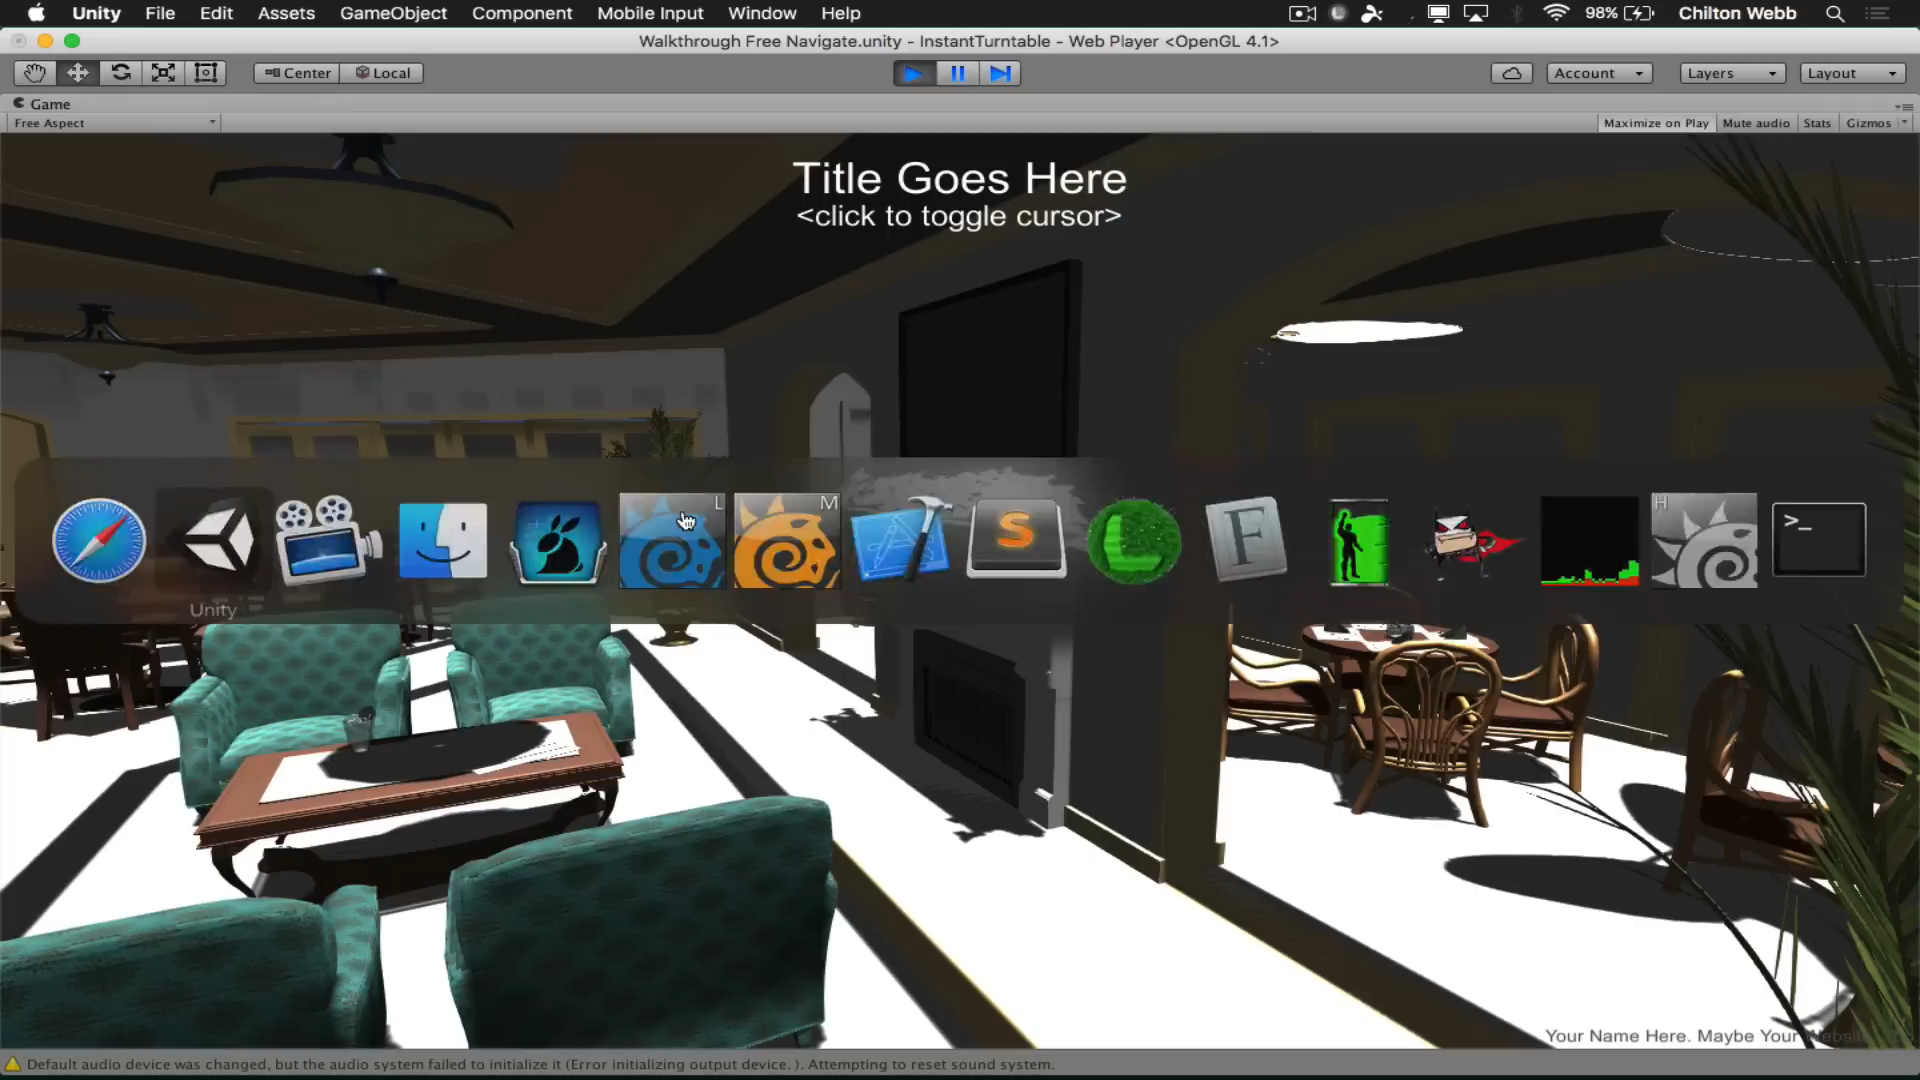 Unity File Edit Assets GameObject Component Mobile Input Window Help 98% Chilton Webb
Walkthrough Free Navigate.unity - InstantTurntable - Web Player <OpenGL 4.1>
Center Local Account Layers Layout
Game
Free Aspect Maximize on Play Mute audio Stats Gizmos
Title Goes Here
<click to toggle cursor>
L M S L F H >_
Unity
Your Name Here. Maybe Your
Default audio device was changed, but the audio system failed to initialize it (Error initializing output device. ). Attempting to reset sound system.